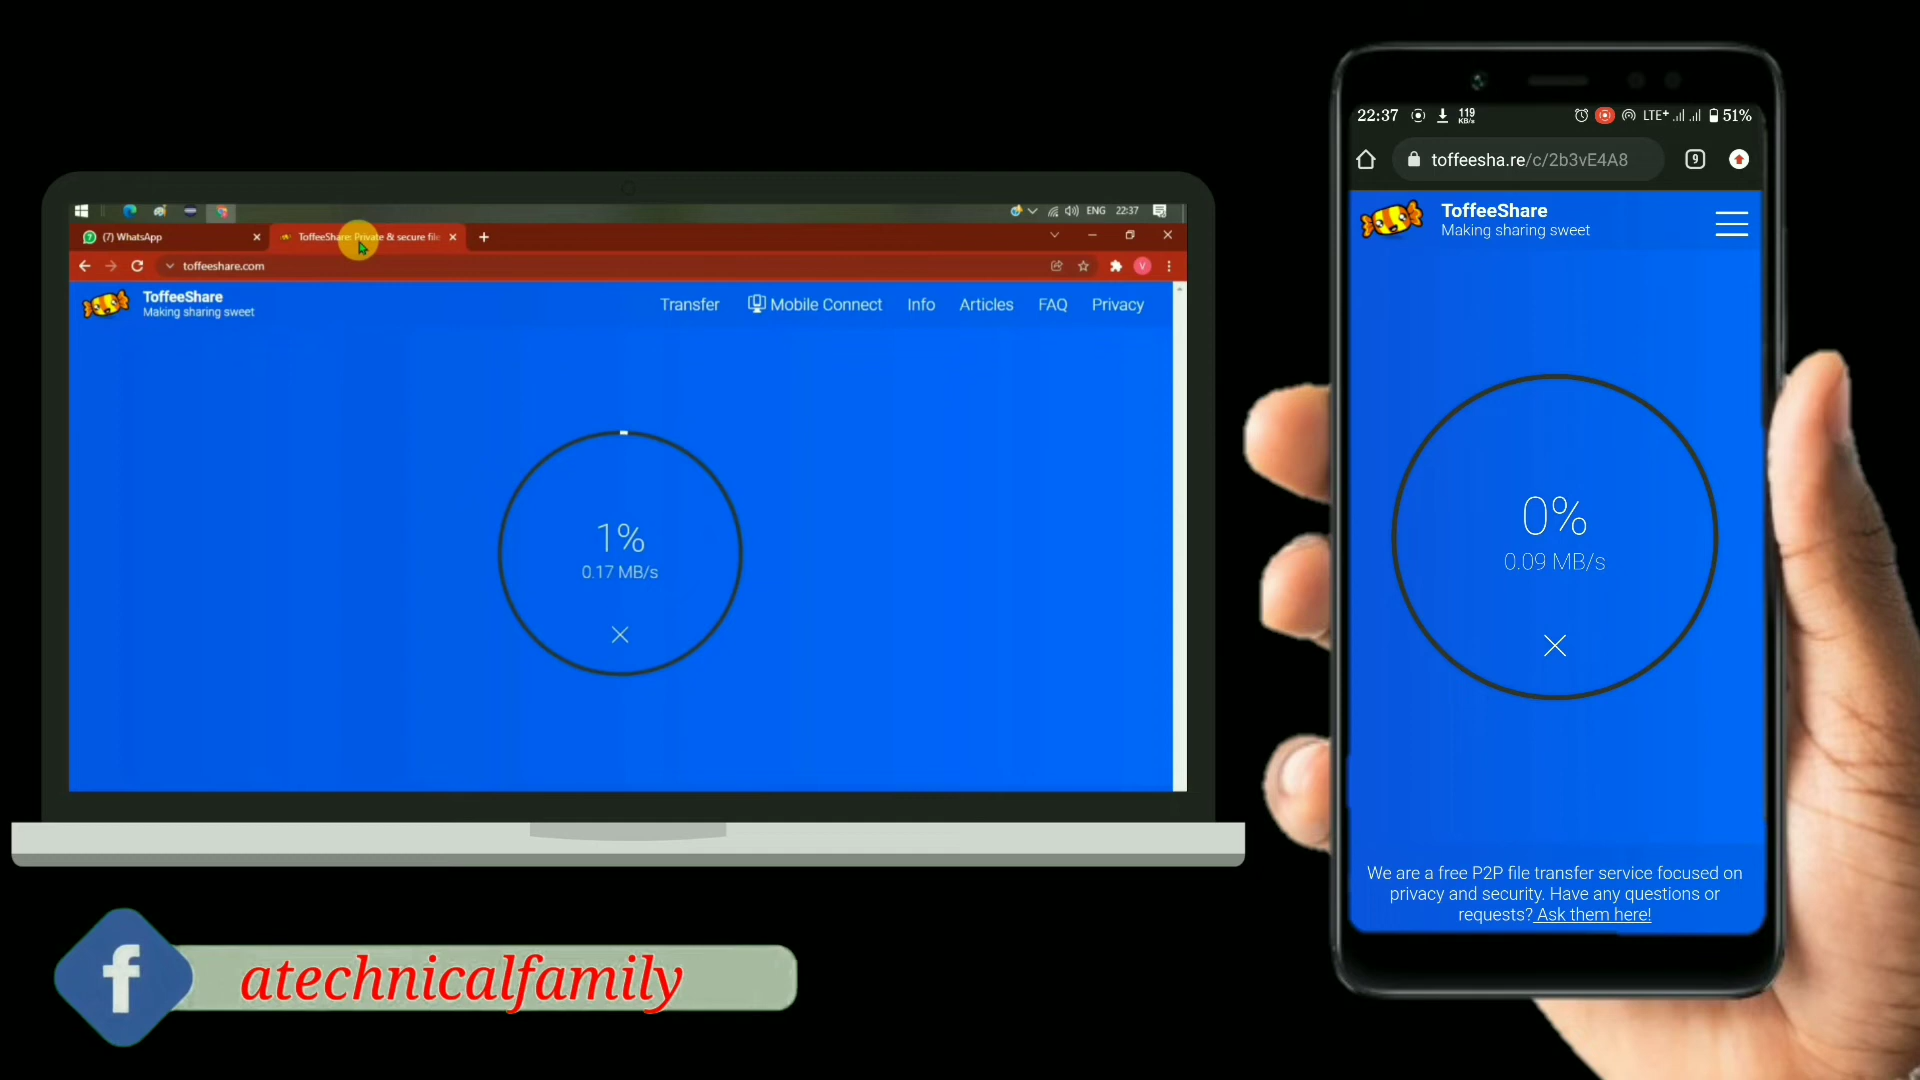 ENG 22:37
(7) WhatsApp
ToffeeShare: Private & secure file
toffeeshare.com
ToffeeShare
Making sharing sweet
Transfer Mobile Connect Info Articles FAQ Privacy
V
1%
0.17 MB/s
f atechnicalfamily
22:37 119 KB/s LTE+ 51%
toffeesha.re/c/2b3vE4A8 9
ToffeeShare
Making sharing sweet
0%
0.09 MB/s
We are a free P2P file transfer service focused on
privacy and security. Have any questions or
requests? Ask them here!